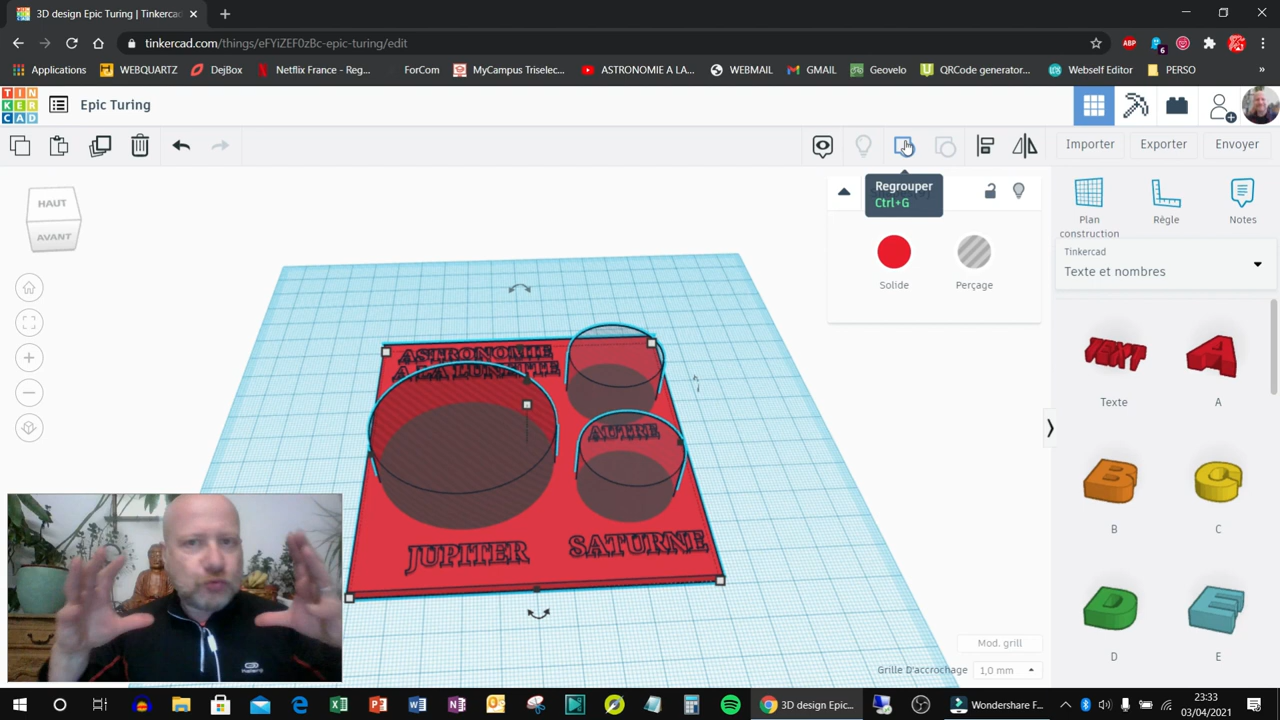 3D design Epic Turing | Tinkercad
tinkercad.com/things/eFYiZEF0zBc-epic-turing/edit
ABP
6
Applications
WEBQUARTZ
DejBox
Netflix France - Reg...
ForCom
MyCampus Triselec...
ASTRONOMIE A LA...
WEBMAIL
GMAIL
Geovelo
QRCode generator...
Webself Editor
PERSO
TIN
KER
CAD
Epic Turing
Importer
Exporter
Envoyer
Regrouper
Ctrl+G
HAUT
AVANT
Solide
Perçage
Plan
construction
Règle
Notes
Tinkercad
Texte et nombres
TEXT
Texte
A
B
C
D
E
ASTRONOMIE
A LA LUNETTE
AUTRE
JUPITER
SATURNE
Mod. grill
Grille D'accrochage
1,0 mm
3D design Epic...
Wondershare F...
23:33
03/04/2021